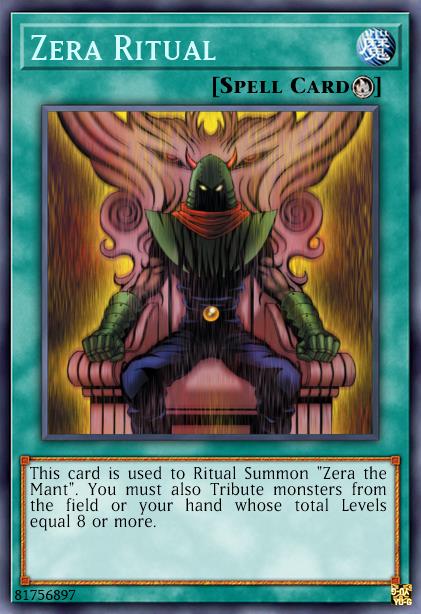 Zera Ritual
[Spell Card]
This card is used to Ritual Summon "Zera the
Mant". You must also Tribute monsters from
the field or your hand whose total Levels
equal 8 or more.
81756897